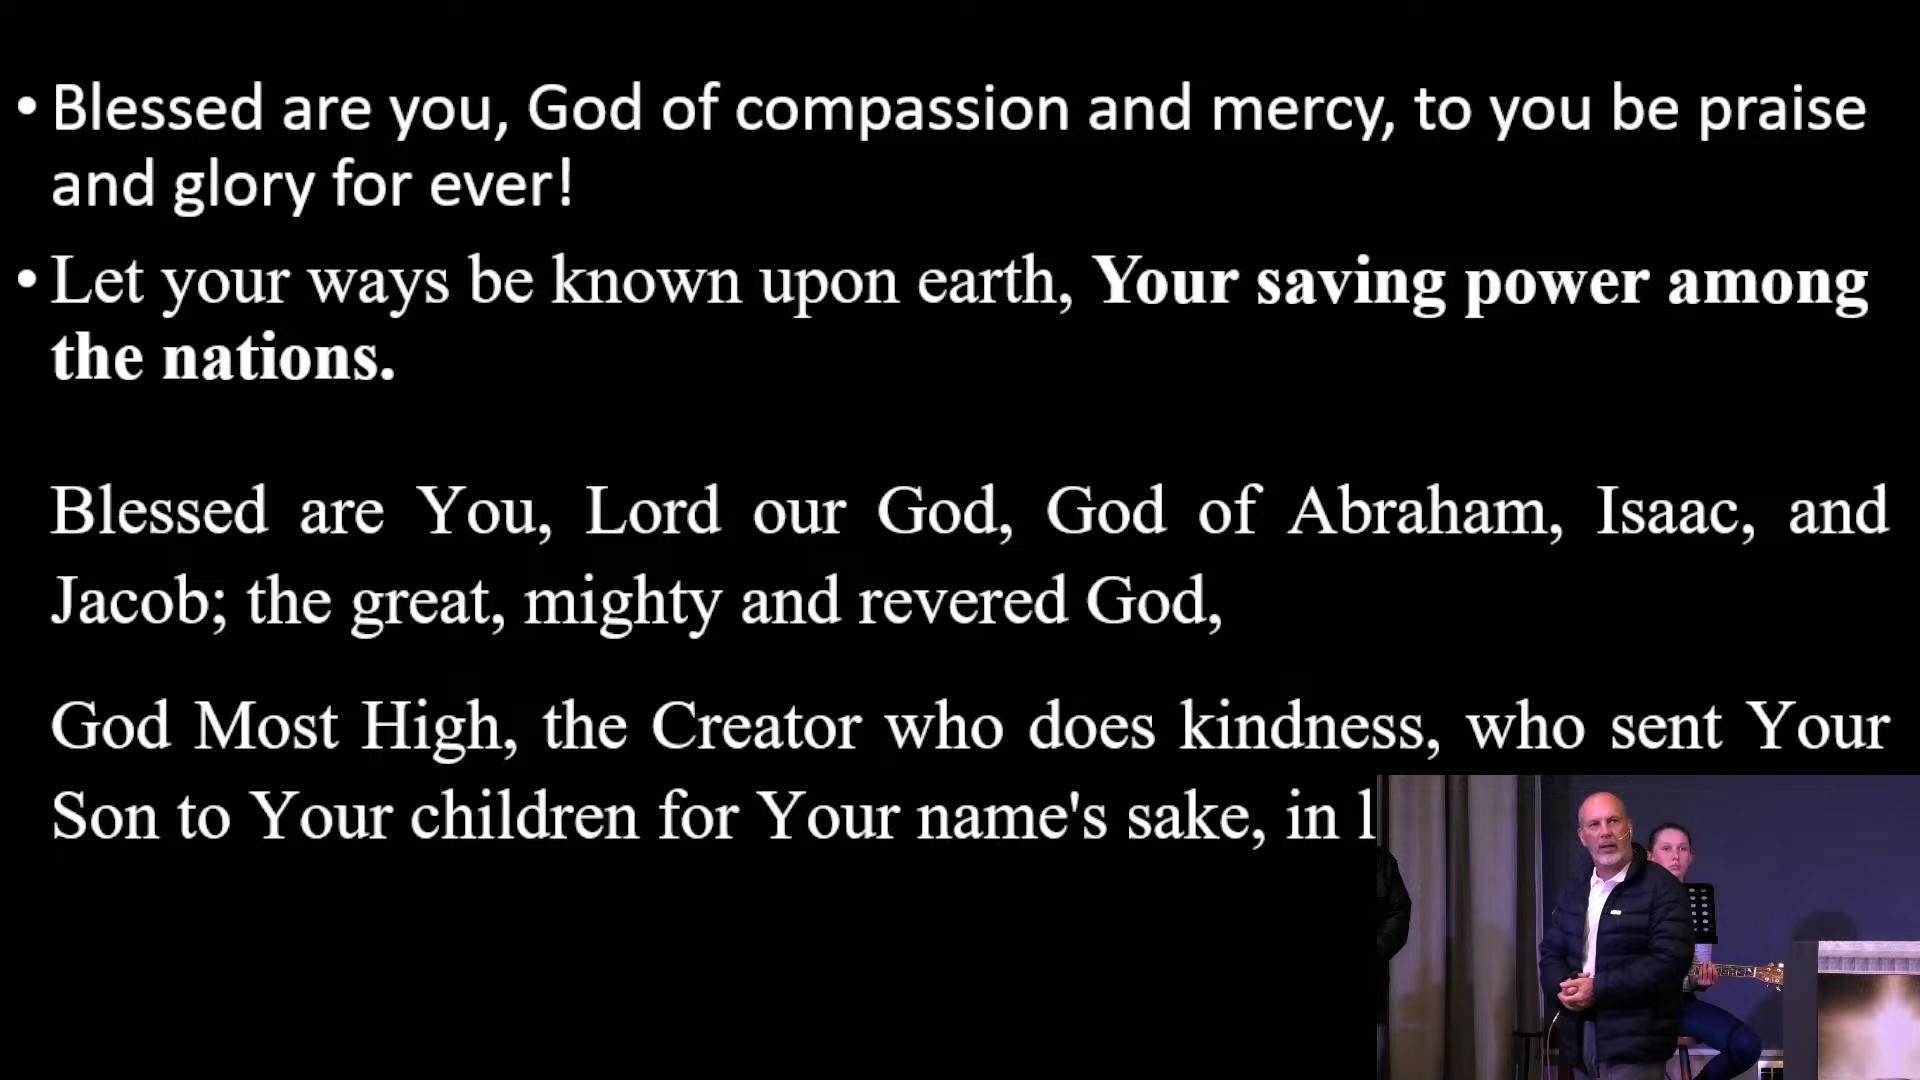 • Blessed are you, God of compassion and mercy, to you be praise
and glory for ever!
• Let your ways be known upon earth, Your saving power among
the nations.
Blessed are You, Lord our God, God of Abraham, Isaac, and
Jacob; the great, mighty and revered God,
God Most High, the Creator who does kindness, who sent Your
Son to Your children for Your name's sake, in